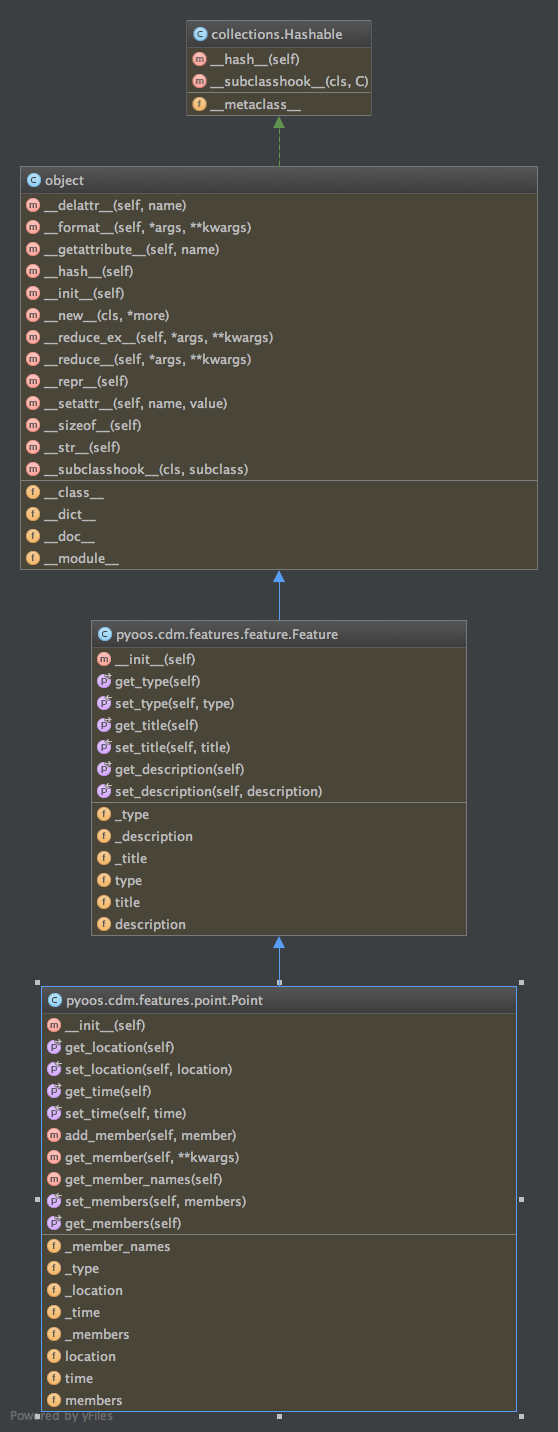 collections.Hashable
__hash__(self)
__subclasshook__(cls, C)
__metaclass__
object
__delattr__(self, name)
__format__(self, *args, **kwargs)
__getattribute__(self, name)
__hash__(self)
__init__(self)
__new__(cls, *more)
__reduce_ex__(self, *args, **kwargs)
__reduce__(self, *args, **kwargs)
__repr__(self)
__setattr__(self, name, value)
__sizeof__(self)
__str__(self)
__subclasshook__(cls, subclass)
__class__
__dict__
__doc__
__module__
pyoos.cdm.features.feature.Feature
__init__(self)
get_type(self)
set_type(self, type)
get_title(self)
set_title(self, title)
get_description(self)
set_description(self, description)
_type
_description
_title
type
title
description
pyoos.cdm.features.point.Point
__init__(self)
get_location(self)
set_location(self, location)
get_time(self)
set_time(self, time)
add_member(self, member)
get_member(self, **kwargs)
get_member_names(self)
set_members(self, members)
get_members(self)
_member_names
_type
_location
_time
_members
location
time
members
Powered by yFiles